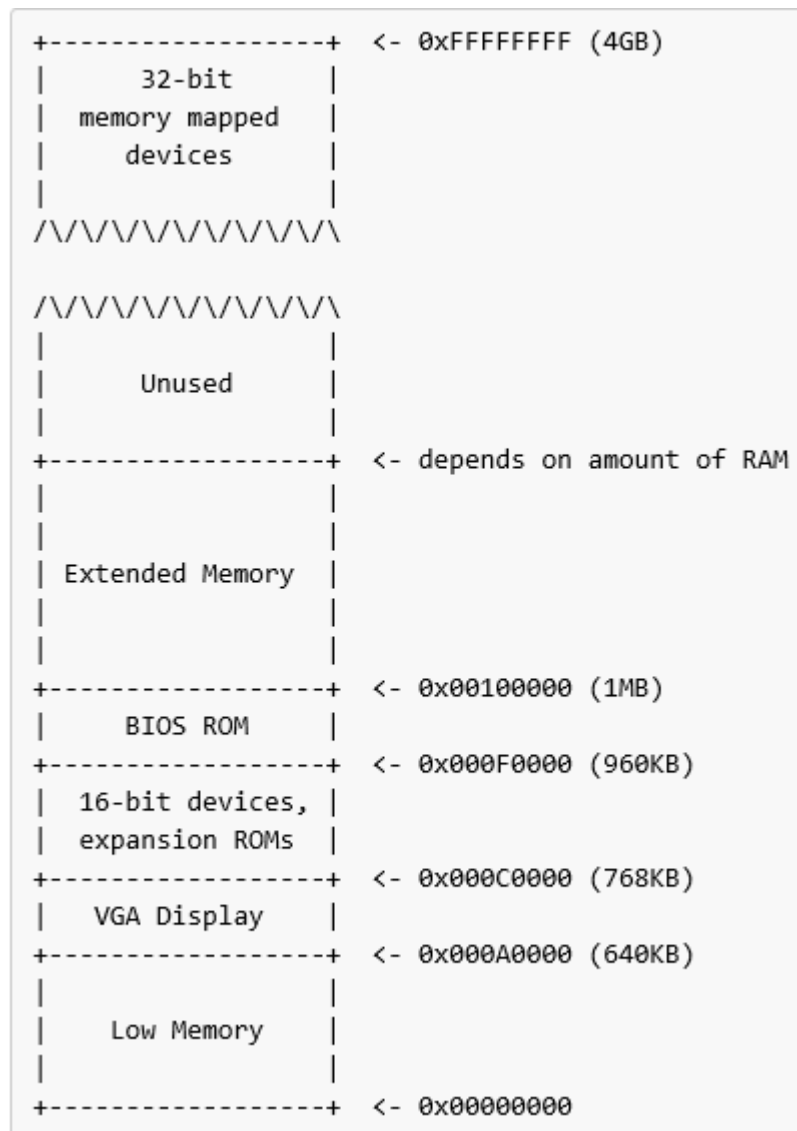 +------------------+  <- 0xFFFFFFFF (4GB)
|      32-bit      |
|  memory mapped   |
|     devices      |
|                  |
/\/\/\/\/\/\/\/\/\/\

/\/\/\/\/\/\/\/\/\/\
|                  |
|      Unused      |
|                  |
+------------------+  <- depends on amount of RAM
|                  |
|                  |
| Extended Memory  |
|                  |
|                  |
+------------------+  <- 0x00100000 (1MB)
|     BIOS ROM     |
+------------------+  <- 0x000F0000 (960KB)
|  16-bit devices, |
|  expansion ROMs  |
+------------------+  <- 0x000C0000 (768KB)
|   VGA Display    |
+------------------+  <- 0x000A0000 (640KB)
|                  |
|    Low Memory    |
|                  |
+------------------+  <- 0x00000000